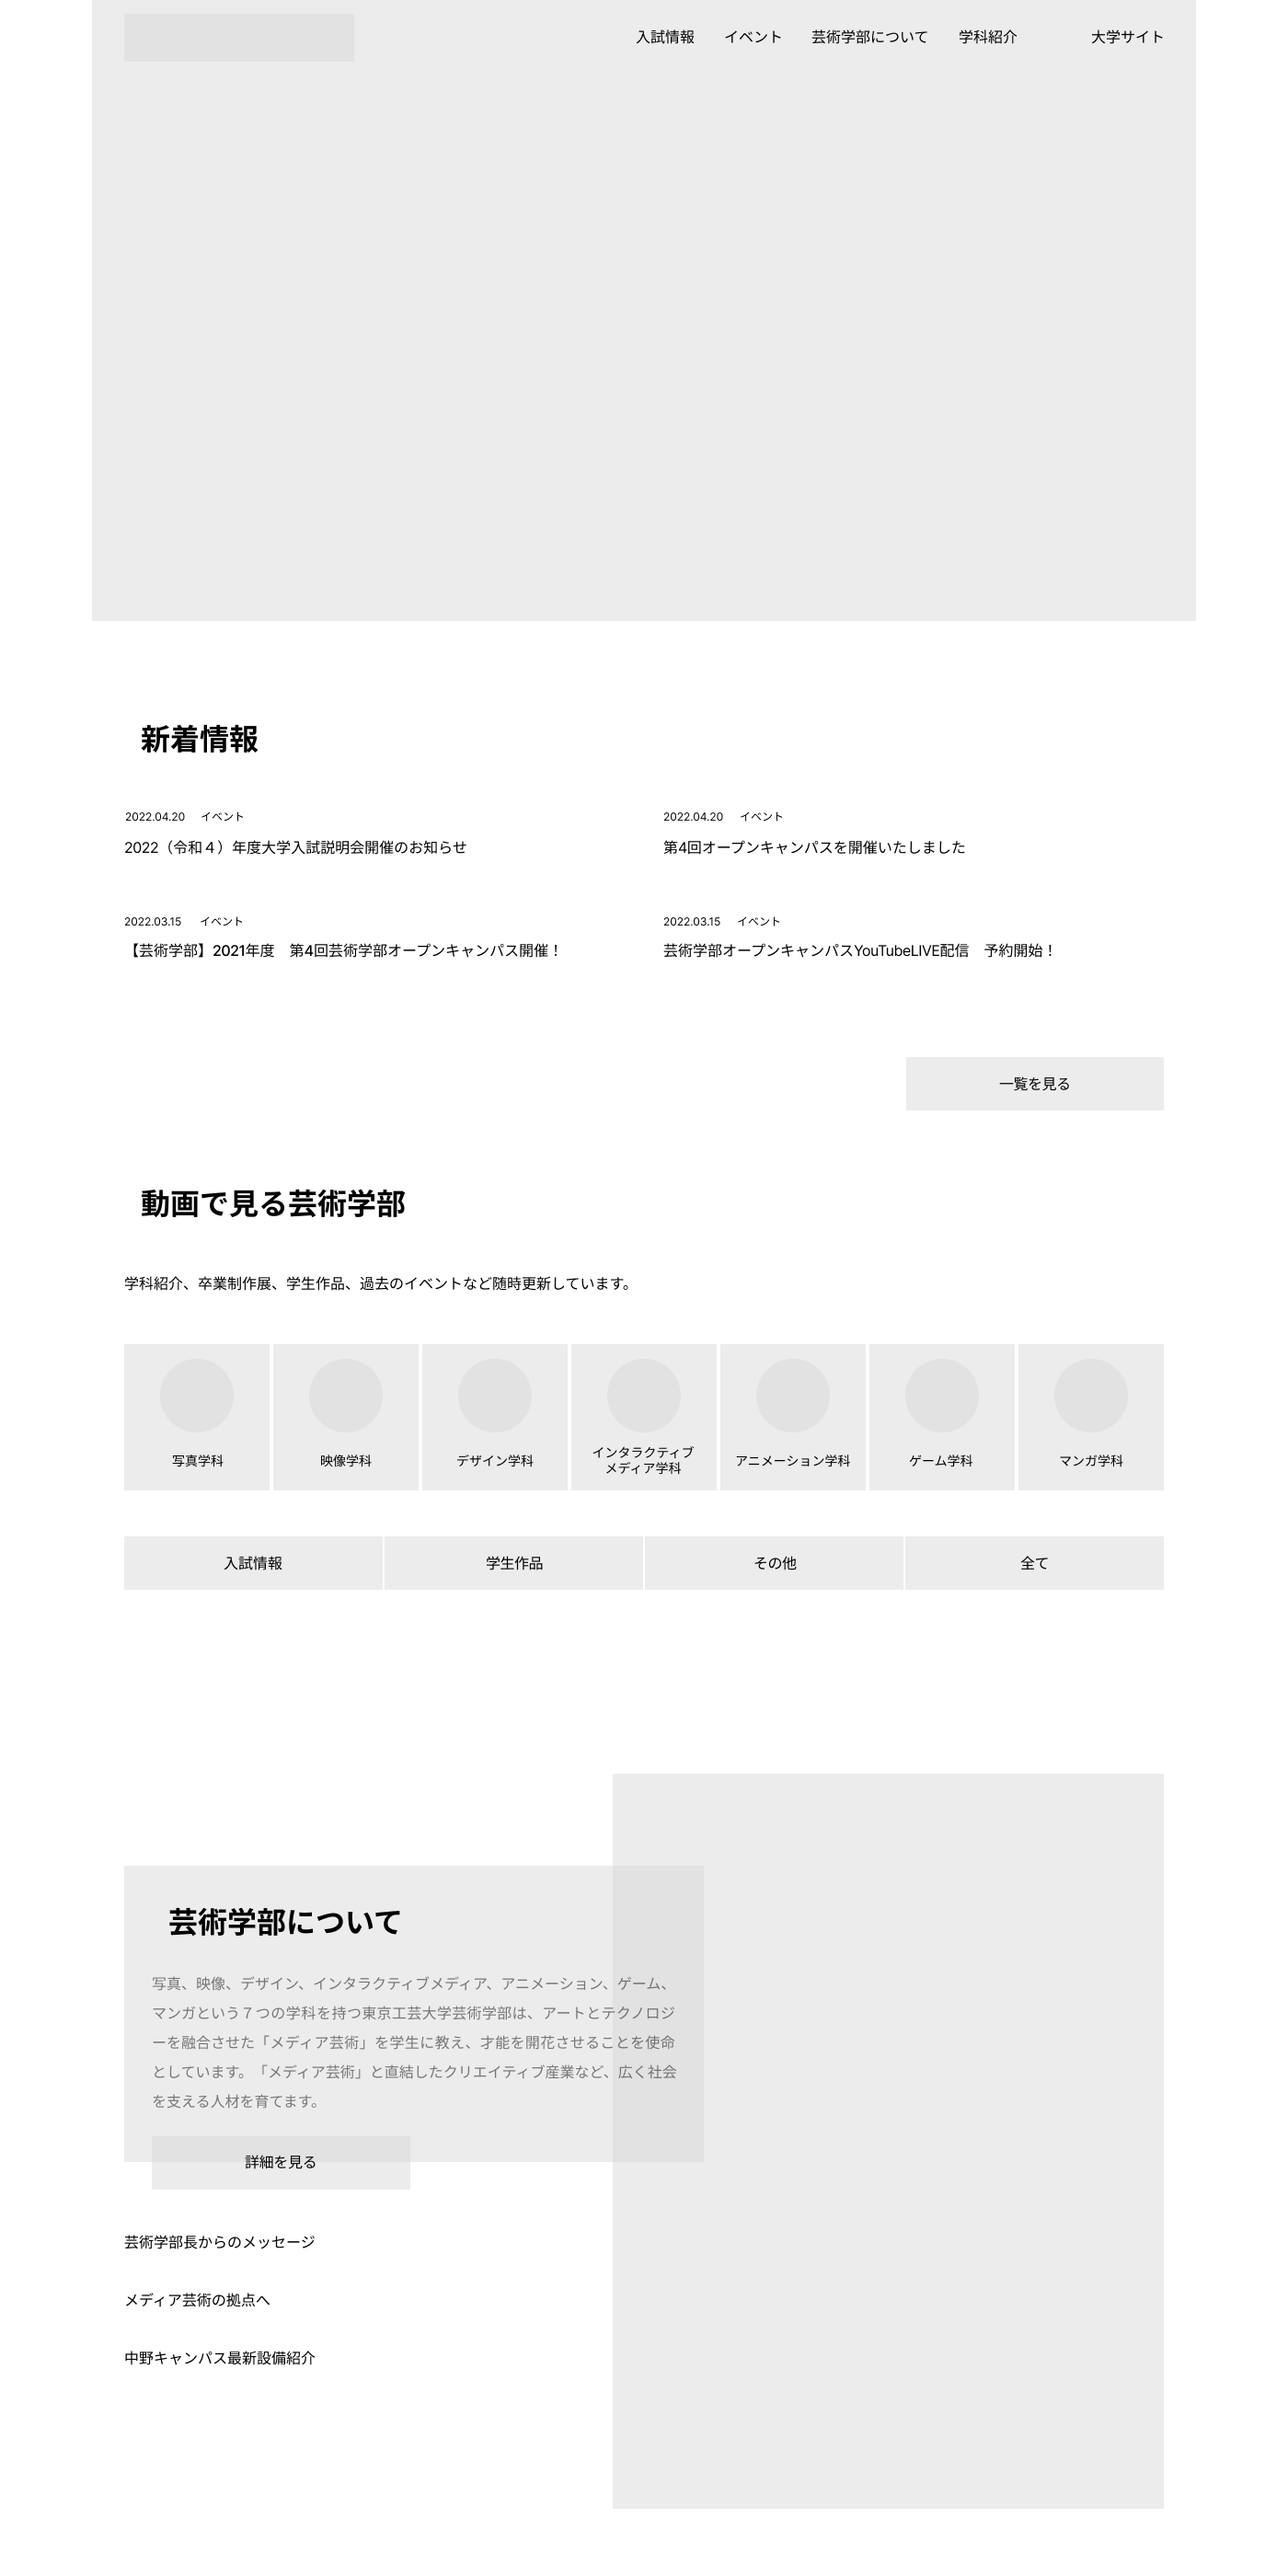 入試情報 イベント 芸術学部について 学科紹介 大学サイト
新着情報
2022.04.20 イベント
2022（令和４）年度大学入試説明会開催のお知らせ
2022.04.20 イベント
第4回オープンキャンパスを開催いたしました
2022.03.15 イベント
【芸術学部】2021年度　第4回芸術学部オープンキャンパス開催！
2022.03.15 イベント
芸術学部オープンキャンパスYouTubeLIVE配信　予約開始！
一覧を見る
動画で見る芸術学部
学科紹介、卒業制作展、学生作品、過去のイベントなど随時更新しています。
写真学科
映像学科
デザイン学科
インタラクティブ
メディア学科
アニメーション学科
ゲーム学科
マンガ学科
入試情報
学生作品
その他
全て
芸術学部について
写真、映像、デザイン、インタラクティブメディア、アニメーション、ゲーム、
マンガという７つの学科を持つ東京工芸大学芸術学部は、アートとテクノロジ
ーを融合させた「メディア芸術」を学生に教え、才能を開花させることを使命
としています。「メディア芸術」と直結したクリエイティブ産業など、広く社会
を支える人材を育てます。
詳細を見る
芸術学部長からのメッセージ
メディア芸術の拠点へ
中野キャンパス最新設備紹介